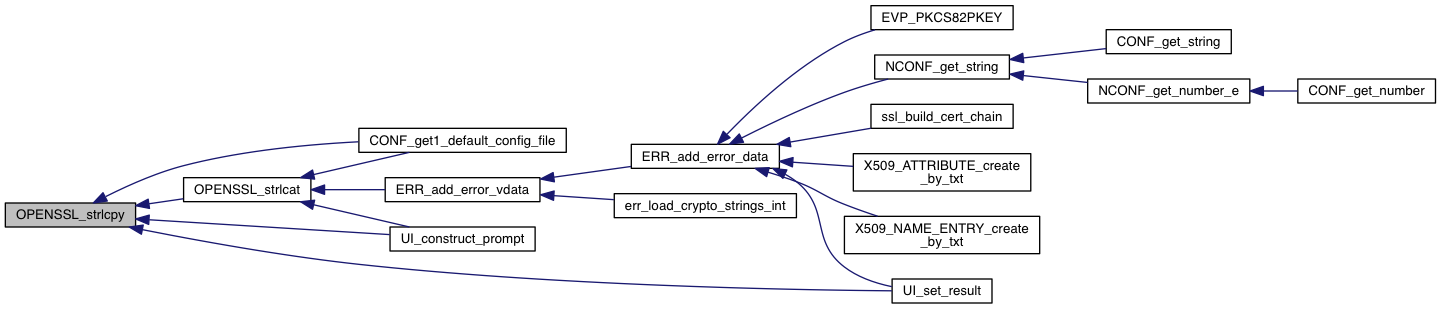 OPENSSL_strlcpy
CONF_get1_default_config_file
OPENSSL_strlcat
ERR_add_error_vdata
UI_construct_prompt
ERR_add_error_data
err_load_crypto_strings_int
EVP_PKCS82PKEY
NCONF_get_string
ssl_build_cert_chain
X509_ATTRIBUTE_create
_by_txt
X509_NAME_ENTRY_create
_by_txt
UI_set_result
CONF_get_string
NCONF_get_number_e
CONF_get_number